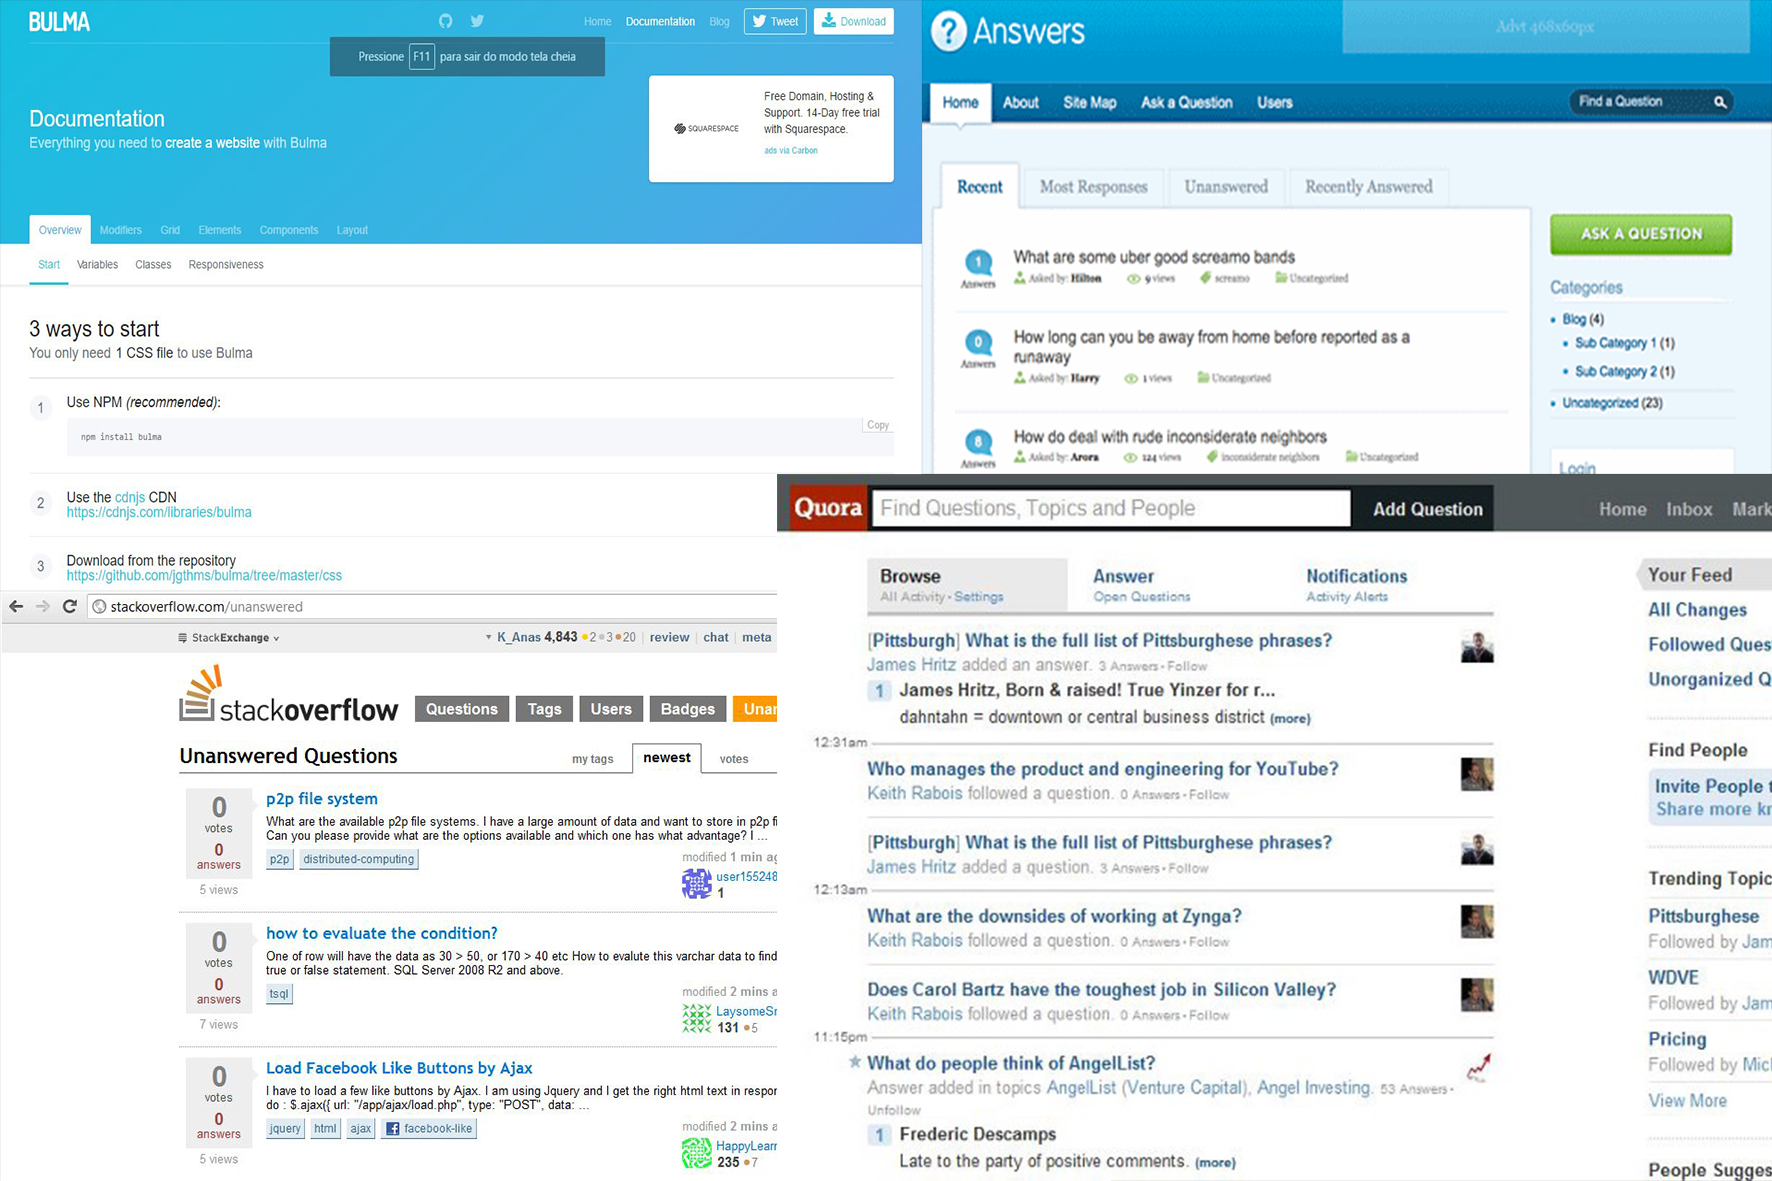 BULMA
Home Documentation Blog Tweet Download
Pressione F11 para sair do modo tela cheia
Documentation
Everything you need to create a website with Bulma
SQUARESPACE
Free Domain, Hosting &
Support. 14-Day free trial
with Squarespace.
ads via Carbon
Overview Modifiers Grid Elements Components Layout
Start Variables Classes Responsiveness
3 ways to start
You only need 1 CSS file to use Bulma
1 Use NPM (recommended):
Copy
npm install bulma
2 Use the cdnjs CDN
https://cdnjs.com/libraries/bulma
3 Download from the repository
https://github.com/jgthms/bulma/tree/master/css
? Answers
Advt 468x60px
Home About Site Map Ask a Question Users
Find a Question
Recent Most Responses Unanswered Recently Answered
1 Answers
What are some uber good screamo bands
Asked by: Hilton 9 views screamo Uncategorized
0 Answers
How long can you be away from home before reported as a
runaway
Asked by: Harry 1 views Uncategorized
8 Answers
How do deal with rude inconsiderate neighbors
Asked by: Arora 124 views inconsiderate neighbors Uncategorized
ASK A QUESTION
Categories
Blog (4)
Sub Category 1 (1)
Sub Category 2 (1)
Uncategorized (23)
Login
stackoverflow.com/unanswered
StackExchange
K_Anas 4,843 2 3 20 review chat meta
stackoverflow
Questions Tags Users Badges Unan
Unanswered Questions
my tags newest votes
0
votes
0
answers
5 views
p2p file system
What are the available p2p file systems. I have a large amount of data and want to store in p2p fi
Can you please provide what are the options available and which one has what advantage? I ...
p2p distributed-computing
modified 1 min ag
user155248
1
0
votes
0
answers
7 views
how to evaluate the condition?
One of row will have the data as 30 > 50, or 170 > 40 etc How to evalute this varchar data to find
true or false statement. SQL Server 2008 R2 and above.
tsql
modified 2 mins a
LaysomeSr
131 5
0
votes
0
answers
5 views
Load Facebook Like Buttons by Ajax
I have to load a few like buttons by Ajax. I am using Jquery and I get the right html text in respor
do : $.ajax({ url: "/app/ajax/load.php", type: "POST", data: ...
jquery html ajax facebook-like
modified 2 mins a
HappyLearn
235 7
Quora
Find Questions, Topics and People
Add Question
Home Inbox Mark
Browse
All Activity · Settings
Answer
Open Questions
Notifications
Activity Alerts
[Pittsburgh] What is the full list of Pittsburghese phrases?
James Hritz added an answer. 3 Answers · Follow
1 James Hritz, Born & raised! True Yinzer for r...
dahntahn = downtown or central business district (more)
12:31am
Who manages the product and engineering for YouTube?
Keith Rabois followed a question. 0 Answers · Follow
[Pittsburgh] What is the full list of Pittsburghese phrases?
James Hritz added a question. 3 Answers · Follow
12:13am
What are the downsides of working at Zynga?
Keith Rabois followed a question. 0 Answers · Follow
Does Carol Bartz have the toughest job in Silicon Valley?
Keith Rabois followed a question. 0 Answers · Follow
11:15pm
What do people think of AngelList?
Answer added in topics AngelList (Venture Capital), Angel Investing. 53 Answers ·
Unfollow
1 Frederic Descamps
Late to the party of positive comments. (more)
Your Feed
All Changes
Followed Ques
Unorganized Q
Find People
Invite People t
Share more kn
Trending Topic
Pittsburghese
Followed by Jam
WDVE
Followed by Jam
Pricing
Followed by Mic
View More
People Sugges